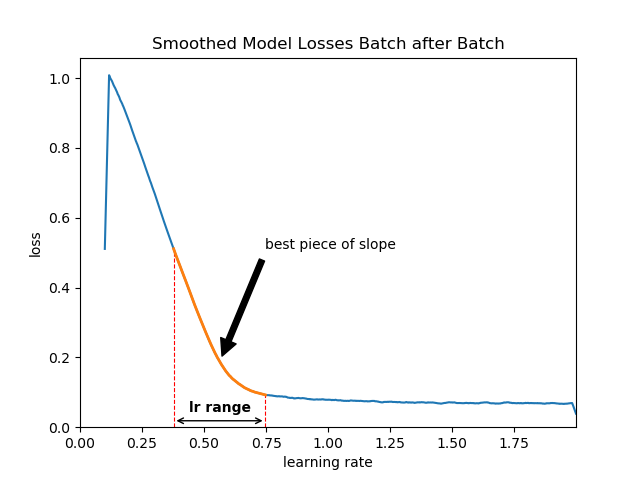 Smoothed Model Losses Batch after Batch
1.0
0.8
0.6
0.4
0.2
0.0
loss
best piece of slope
lr range
0.00 0.25 0.50 0.75 1.00 1.25 1.50 1.75
learning rate